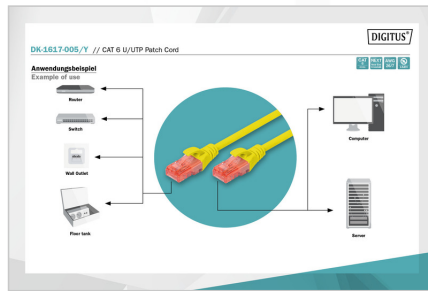 DIGITUS®
DK-1617-005/Y // CAT 6 U/UTP Patch Cord
Anwendungsbeispiel
Example of use
Router
Switch
Wall Outlet
Floor tank
Computer
Server